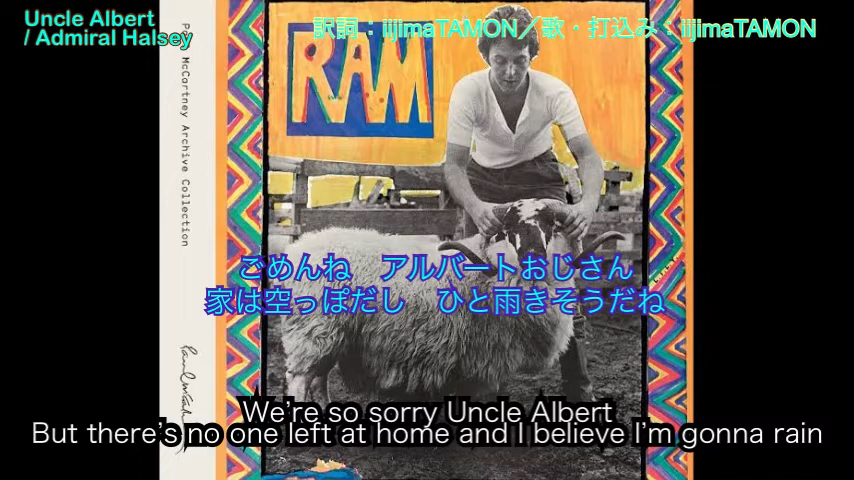 Uncle Albert
/ Admiral Halsey
訳詞：iijimaTAMON／歌・打込み：iijimaTAMON
Paul McCartney Archive Collection
RAM
ごめんね　アルバートおじさん
家は空っぽだし　ひと雨きそうだね
We're so sorry Uncle Albert
But there's no one left at home and I believe I'm gonna rain